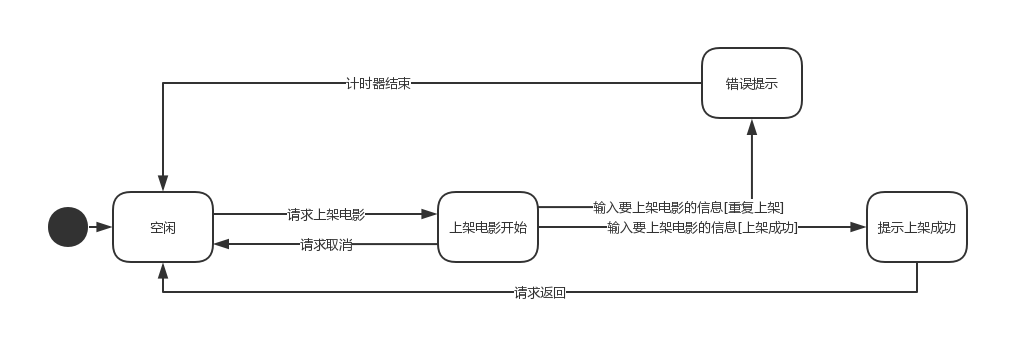 计时器结束
错误提示
空闲
请求上架电影
请求取消
上架电影开始
输入要上架电影的信息[重复上架]
输入要上架电影的信息[上架成功]
提示上架成功
请求返回